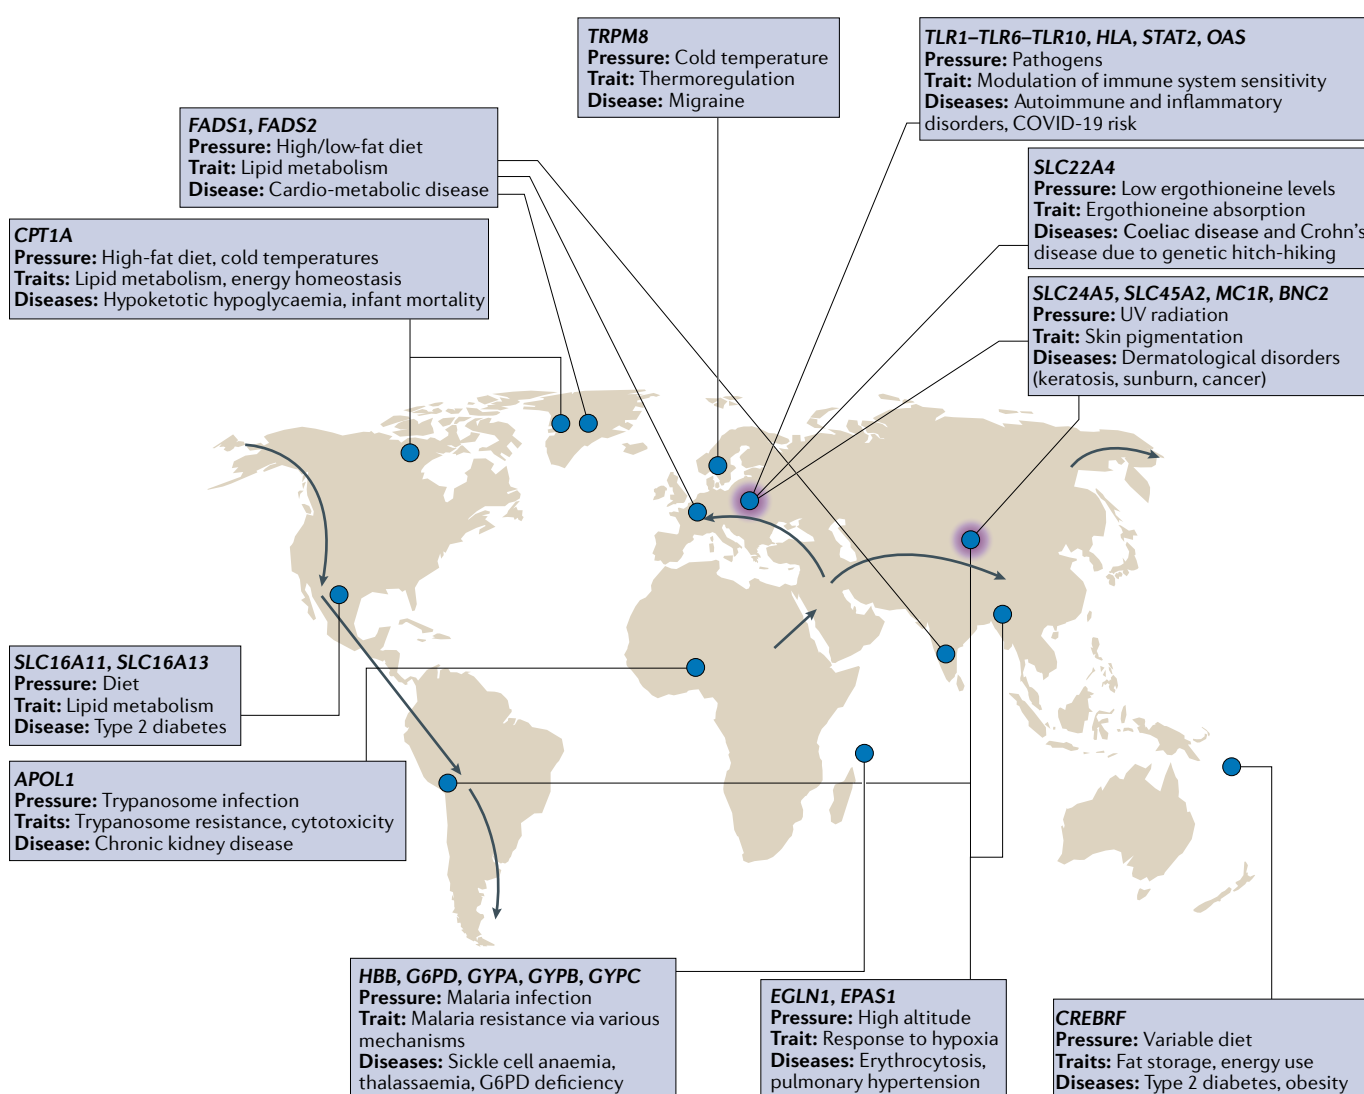 TRPM8
Pressure: Cold temperature
Trait: Thermoregulation
Disease: Migraine
TLR1–TLR6–TLR10, HLA, STAT2, OAS
Pressure: Pathogens
Trait: Modulation of immune system sensitivity
Diseases: Autoimmune and inflammatory
disorders, COVID-19 risk
FADS1, FADS2
Pressure: High/low-fat diet
Trait: Lipid metabolism
Disease: Cardio-metabolic disease
SLC22A4
Pressure: Low ergothioneine levels
Trait: Ergothioneine absorption
Diseases: Coeliac disease and Crohn's
disease due to genetic hitch-hiking
CPT1A
Pressure: High-fat diet, cold temperatures
Traits: Lipid metabolism, energy homeostasis
Diseases: Hypoketotic hypoglycaemia, infant mortality
SLC24A5, SLC45A2, MC1R, BNC2
Pressure: UV radiation
Trait: Skin pigmentation
Diseases: Dermatological disorders
(keratosis, sunburn, cancer)
SLC16A11, SLC16A13
Pressure: Diet
Trait: Lipid metabolism
Disease: Type 2 diabetes
APOL1
Pressure: Trypanosome infection
Traits: Trypanosome resistance, cytotoxicity
Disease: Chronic kidney disease
HBB, G6PD, GYPA, GYPB, GYPC
Pressure: Malaria infection
Trait: Malaria resistance via various
mechanisms
Diseases: Sickle cell anaemia,
thalassaemia, G6PD deficiency
EGLN1, EPAS1
Pressure: High altitude
Trait: Response to hypoxia
Diseases: Erythrocytosis,
pulmonary hypertension
CREBRF
Pressure: Variable diet
Traits: Fat storage, energy use
Diseases: Type 2 diabetes, obesity